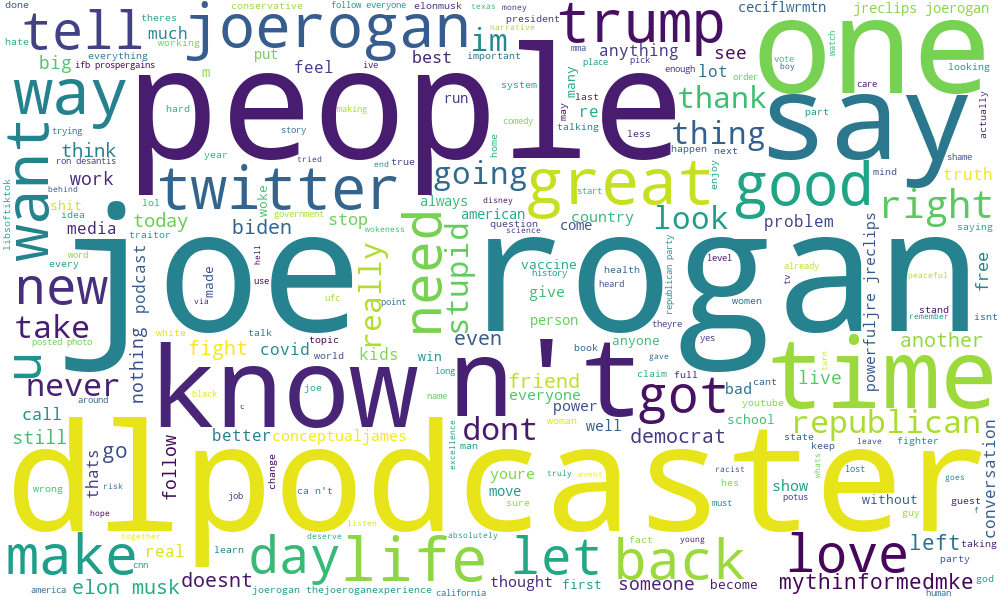 done
theres
conservative
follow everyone
elonmusk
texas
money
ceciflwrmtn
jreclips joerogan
tell
much
joerogan
im
president
trump
one
hate
everything
working
narrative
watch
big
ifb prospergains
put
m
feel
best
important
mma
anything
see
looking
way
people
run
system
place
pick
enough
lot
order
vote
boy
care
say
actually
hard
making
last
many
re
thank
part
trying
story
comedy
may
talking
less
thing
want
think
year
tried
end
true
home
happen
next
shame
ron desantis
work
twitter
going
great
enjoy
good
mind
truth
behind
shit
lol
woke
disney
start
right
libsoftiktok
idea
today
government
stop
always
american
country
look
problem
saying
media
traitor
biden
wokeness
need
question
come
science
word
every
podcast
hell
really
stupid
vaccine
health
republican party
level
already
powerfuljre jreclips
free
joe rogan
new
made
use
history
heard
tv
peaceful
via
ufc
point
give
women
remember
stand
isnt
take
person
theyre
posted photo
nothing
white
talk
topic
even
anyone
yes
another
u
fight
covid
world
kids
win
book
gave
time
never
around
know
joe
long
n't
claim
full
cant
live
turn
black
c
name
friend
everyone
got
bad
youtube
call
power
woman
well
school
republican
still
better
conceptualjames
dont
democrat
state
keep
leave
fighter
thats
go
follow
change
excellence
man
conversation
dlpodcaster
wrong
risk
job
ca n't
youre
truly
event
racist
hes
show
whats
lost
goes
move
sure
potus
without
guest
f
hope
listen
must
guy
together
deserve
absolutely
fact
young
make
real
cnn
learn
day
life
let
back
love
left
taking
party
america
elon musk
doesnt
thought
first
someone
become
mythinformedmke
god
joerogan thejoeroganexperience
california
human